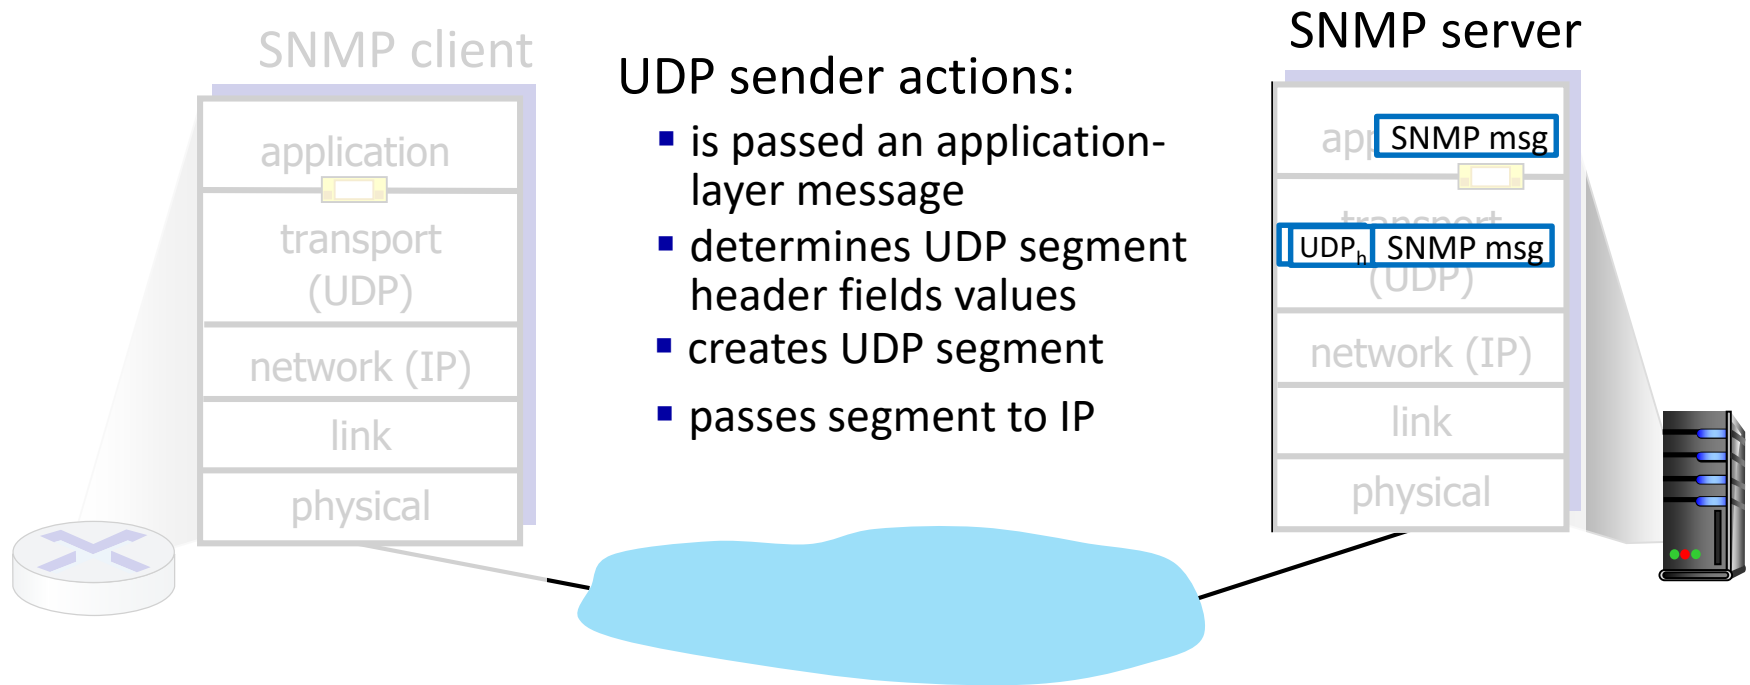 SNMP client
application
transport
(UDP)
network (IP)
link
physical
UDP sender actions:
▪ is passed an application-
layer message
▪ determines UDP segment
header fields values
▪ creates UDP segment
▪ passes segment to IP
SNMP server
app
SNMP msg
transport
UDPh SNMP msg
(UDP)
network (IP)
link
physical